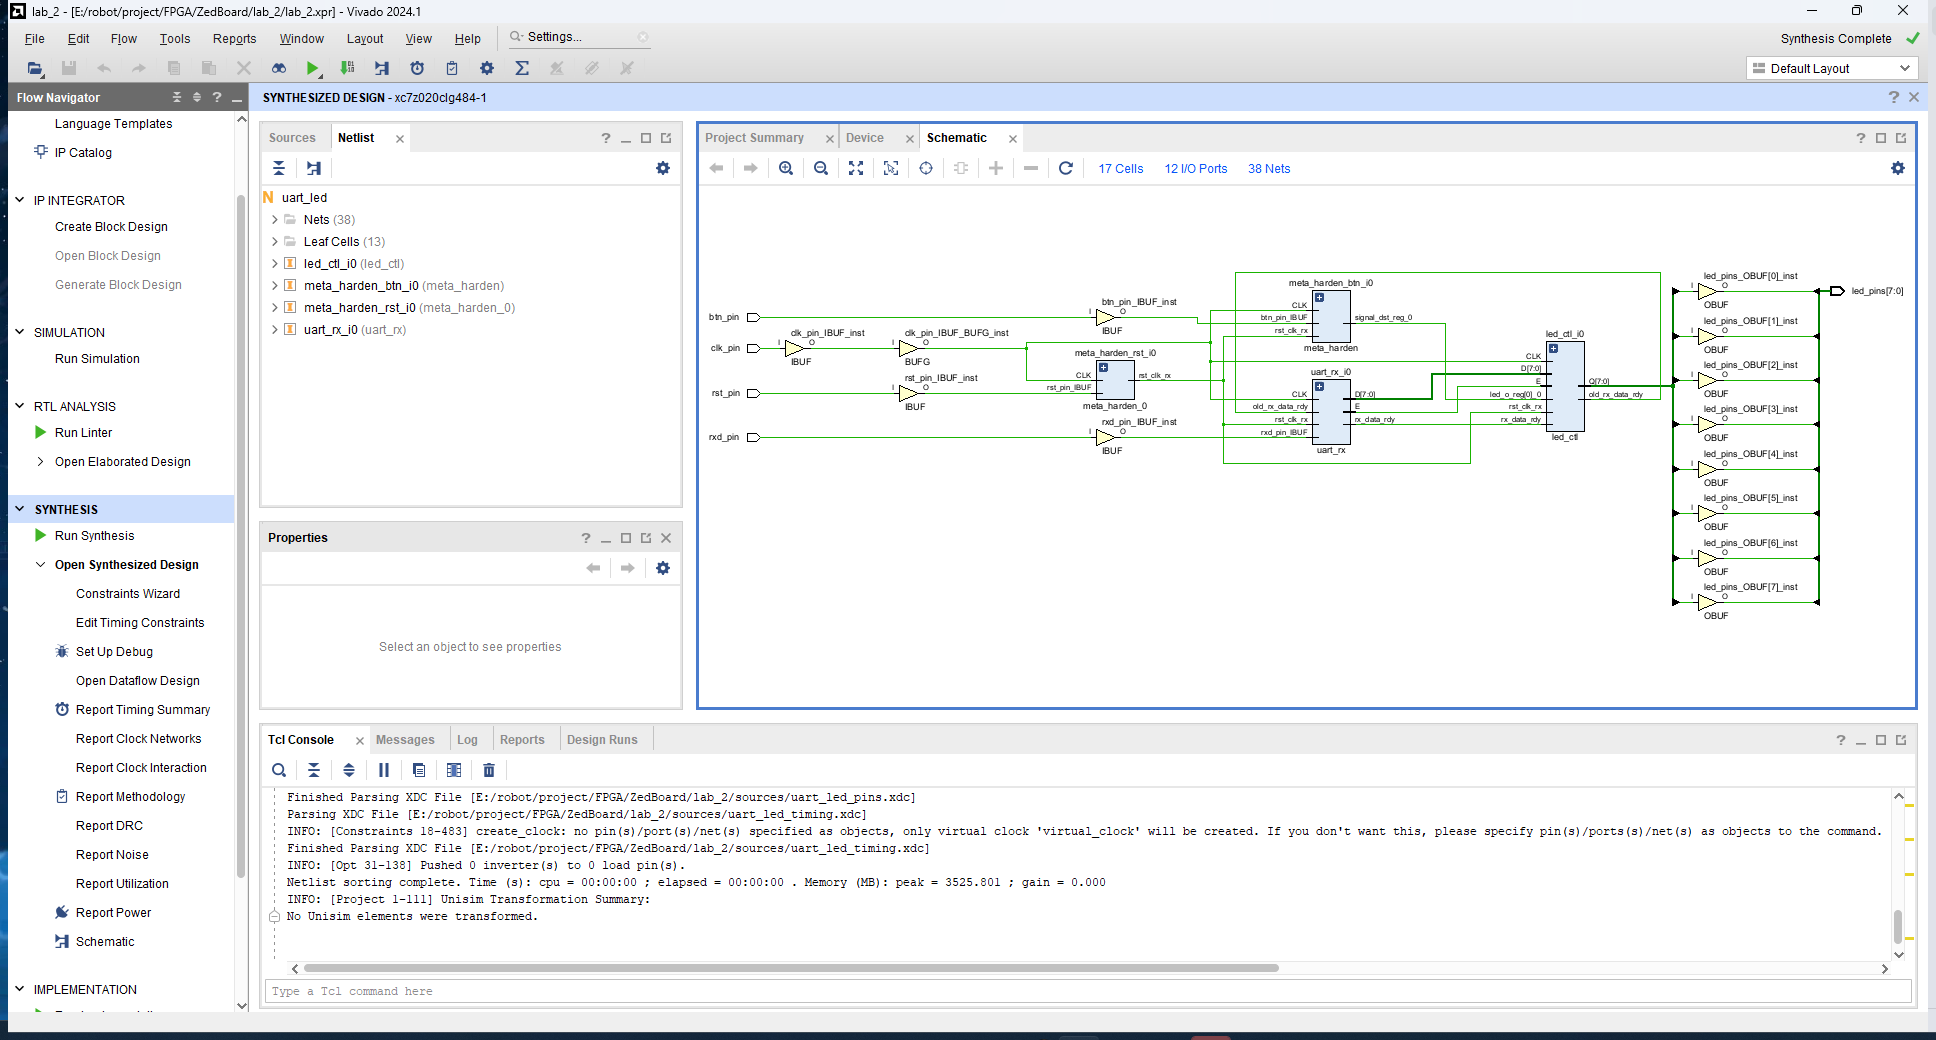 lab_2 - [E:/robot/project/FPGA/ZedBoard/lab_2/lab_2.xpr] - Vivado 2024.1
File Edit Flow Tools Reports Window Layout View Help Settings...
Synthesis Complete
Default Layout
Flow Navigator
Language Templates
IP Catalog
IP INTEGRATOR
Create Block Design
Open Block Design
Generate Block Design
SIMULATION
Run Simulation
RTL ANALYSIS
Run Linter
Open Elaborated Design
SYNTHESIS
Run Synthesis
Open Synthesized Design
Constraints Wizard
Edit Timing Constraints
Set Up Debug
Open Dataflow Design
Report Timing Summary
Report Clock Networks
Report Clock Interaction
Report Methodology
Report DRC
Report Noise
Report Utilization
Report Power
Schematic
IMPLEMENTATION
SYNTHESIZED DESIGN - xc7z020clg484-1
Sources Netlist
uart_led
Nets (38)
Leaf Cells (13)
led_ctl_i0 (led_ctl)
meta_harden_btn_i0 (meta_harden)
meta_harden_rst_i0 (meta_harden_0)
uart_rx_i0 (uart_rx)
Properties
Select an object to see properties
Project Summary Device Schematic
17 Cells 12 I/O Ports 38 Nets
btn_pin
clk_pin
rst_pin
rxd_pin
clk_pin_IBUF_inst
I O
IBUF
clk_pin_IBUF_BUFG_inst
I O
BUFG
rst_pin_IBUF_inst
I O
IBUF
btn_pin_IBUF_inst
I O
IBUF
meta_harden_rst_i0
CLK
rst_pin_IBUF
rst_clk_rx
meta_harden_0
rxd_pin_IBUF_inst
I O
IBUF
meta_harden_btn_i0
CLK
btn_pin_IBUF
rst_clk_rx
signal_dst_reg_0
meta_harden
uart_rx_i0
CLK
old_rx_data_rdy
rst_clk_rx
rxd_pin_IBUF
D[7:0]
E
rx_data_rdy
uart_rx
led_ctl_i0
CLK
D[7:0]
E
led_o_reg[0]_0
rst_clk_rx
rx_data_rdy
Q[7:0]
old_rx_data_rdy
led_ctl
led_pins_OBUF[0]_inst
I O
OBUF
led_pins_OBUF[1]_inst
I O
OBUF
led_pins_OBUF[2]_inst
I O
OBUF
led_pins_OBUF[3]_inst
I O
OBUF
led_pins_OBUF[4]_inst
I O
OBUF
led_pins_OBUF[5]_inst
I O
OBUF
led_pins_OBUF[6]_inst
I O
OBUF
led_pins_OBUF[7]_inst
I O
OBUF
led_pins[7:0]
Tcl Console Messages Log Reports Design Runs
Finished Parsing XDC File [E:/robot/project/FPGA/ZedBoard/lab_2/sources/uart_led_pins.xdc]
Parsing XDC File [E:/robot/project/FPGA/ZedBoard/lab_2/sources/uart_led_timing.xdc]
INFO: [Constraints 18-483] create_clock: no pin(s)/port(s)/net(s) specified as objects, only virtual clock 'virtual_clock' will be created. If you don't want this, please specify pin(s)/ports(s)/net(s) as objects to the command.
Finished Parsing XDC File [E:/robot/project/FPGA/ZedBoard/lab_2/sources/uart_led_timing.xdc]
INFO: [Opt 31-138] Pushed 0 inverter(s) to 0 load pin(s).
Netlist sorting complete. Time (s): cpu = 00:00:00 ; elapsed = 00:00:00 . Memory (MB): peak = 3525.801 ; gain = 0.000
INFO: [Project 1-111] Unisim Transformation Summary:
No Unisim elements were transformed.
Type a Tcl command here